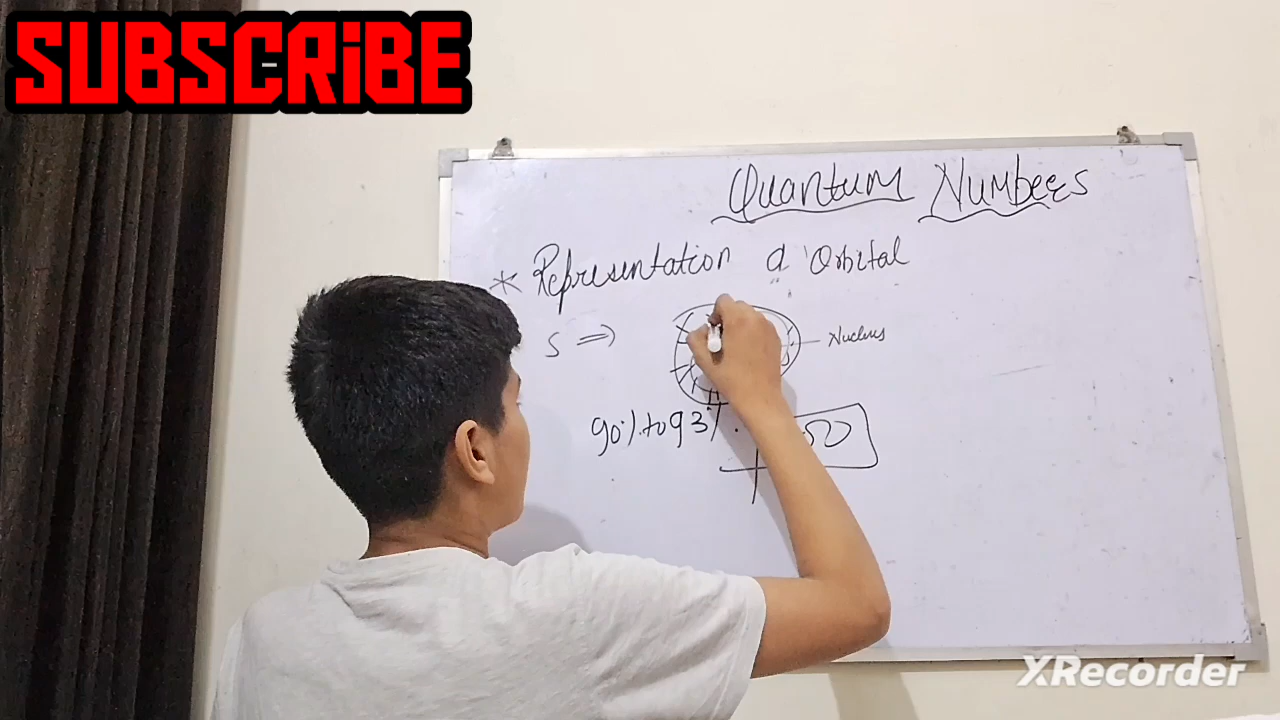 SUBSCRiBE
Quantum Numbers
* Representation of Orbital
S ⇒
Nucleus
90% to 93%
XRecorder